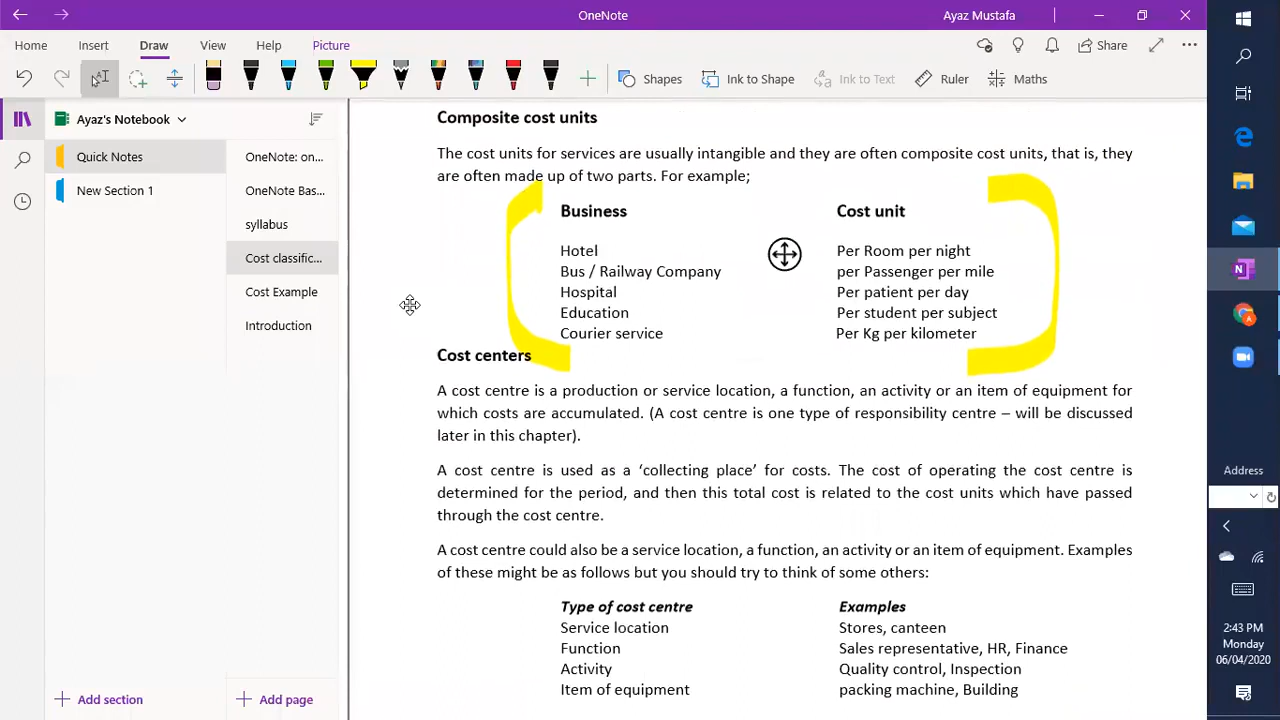 OneNote
Ayaz Mustafa
Home Insert Draw View Help Picture
Share
Shapes Ink to Shape Ink to Text Ruler Maths
Ayaz's Notebook
Quick Notes
New Section 1
OneNote: on...
OneNote Bas...
syllabus
Cost classific...
Cost Example
Introduction
Add section
Add page
Composite cost units
The cost units for services are usually intangible and they are often composite cost units, that is, they
are often made up of two parts. For example;
Business Cost unit
Hotel Per Room per night
Bus / Railway Company per Passenger per mile
Hospital Per patient per day
Education Per student per subject
Courier service Per Kg per kilometer
Cost centers
A cost centre is a production or service location, a function, an activity or an item of equipment for
which costs are accumulated. (A cost centre is one type of responsibility centre – will be discussed
later in this chapter).
A cost centre is used as a ‘collecting place’ for costs. The cost of operating the cost centre is
determined for the period, and then this total cost is related to the cost units which have passed
through the cost centre.
A cost centre could also be a service location, a function, an activity or an item of equipment. Examples
of these might be as follows but you should try to think of some others:
Type of cost centre Examples
Service location Stores, canteen
Function Sales representative, HR, Finance
Activity Quality control, Inspection
Item of equipment packing machine, Building
Address
2:43 PM
Monday
06/04/2020